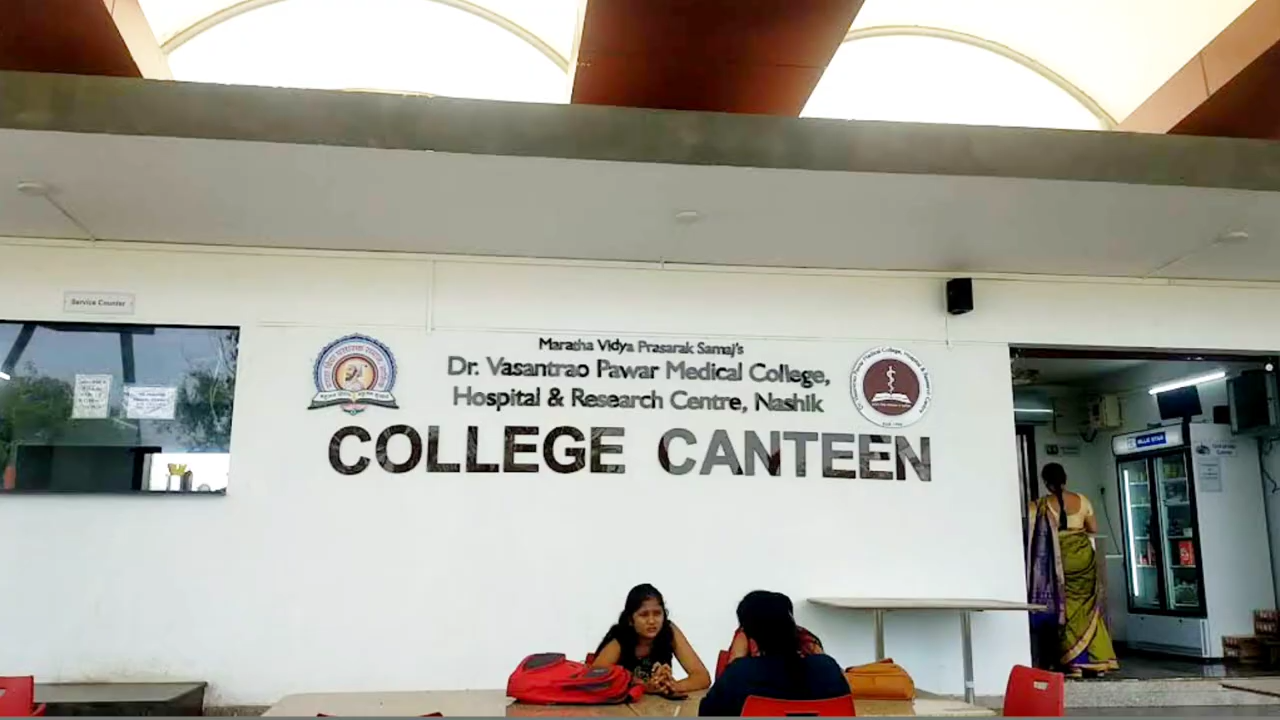 Service Counter
Maratha Vidya Prasarak Samaj's
Dr. Vasantrao Pawar Medical College,
Hospital & Research Centre, Nashik
COLLEGE CANTEEN
BLUE STAR